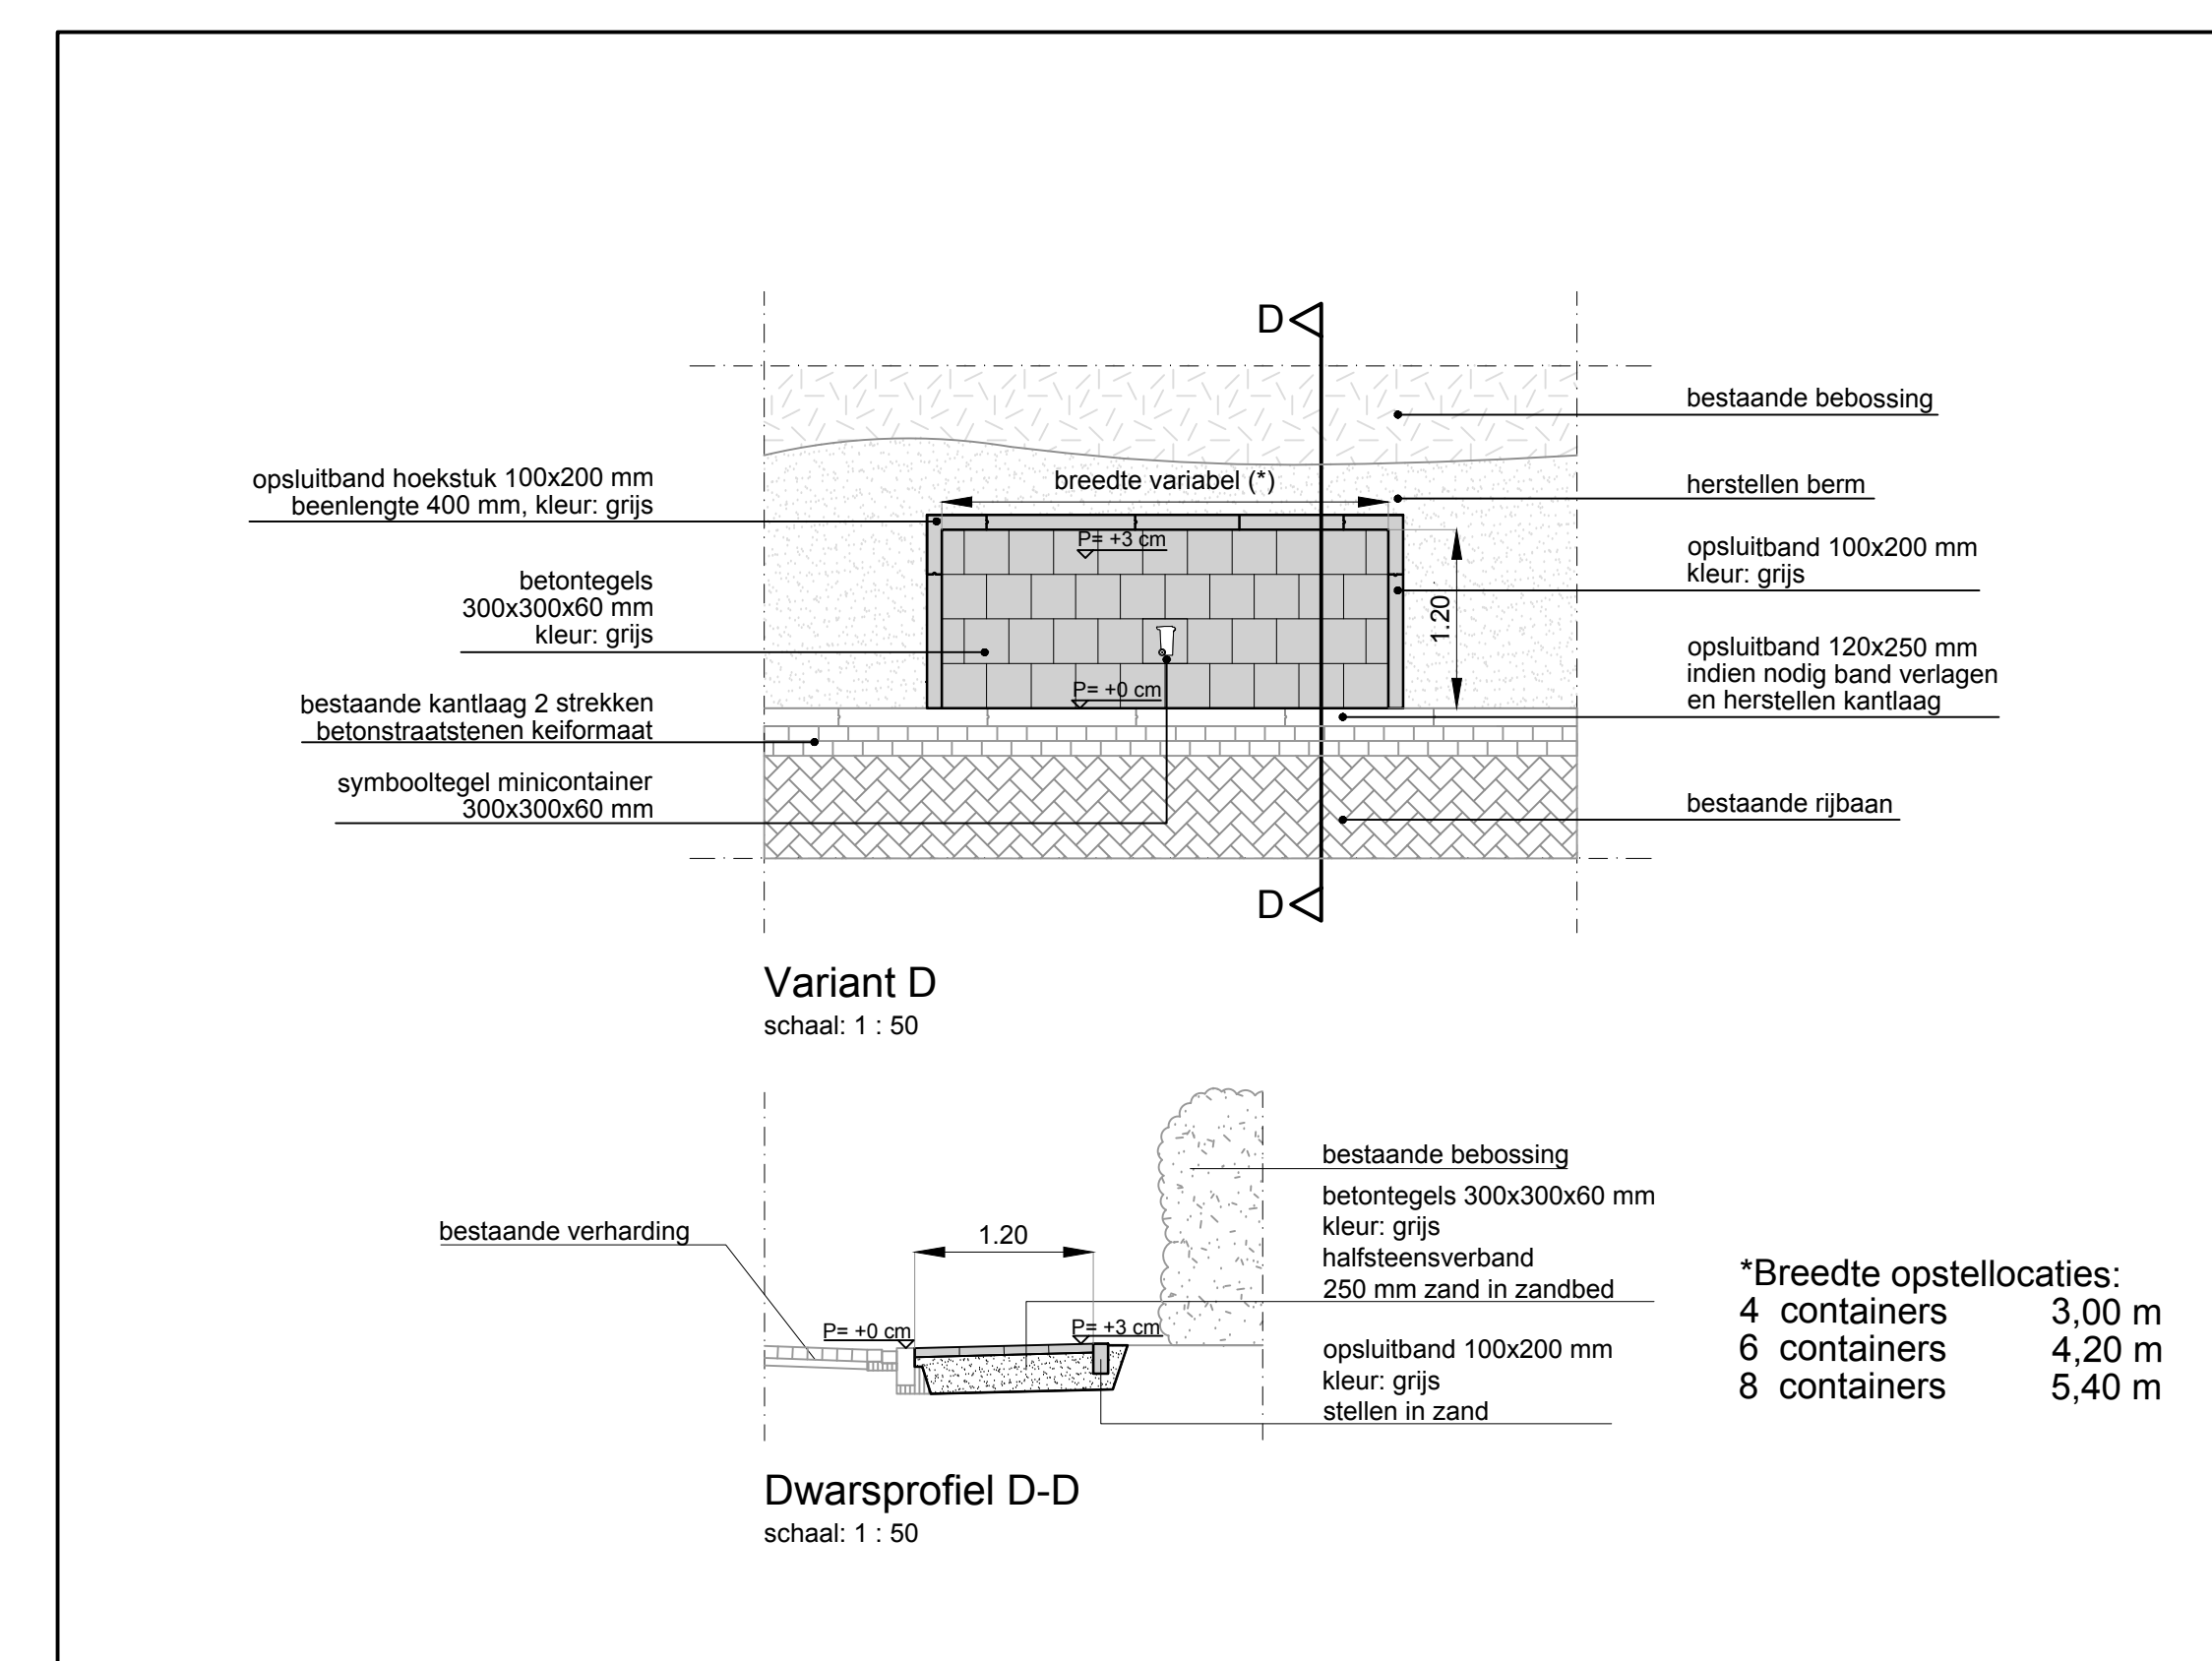 D
bestaande bebossing
opsluitband hoekstuk 100x200 mm
beenlengte 400 mm, kleur: grijs
breedte variabel (*)
herstellen berm
P= +3 cm
opsluitband 100x200 mm
kleur: grijs
betontegels
300x300x60 mm
kleur: grijs
1.20
opsluitband 120x250 mm
indien nodig band verlagen
en herstellen kantlaag
P= +0 cm
bestaande kantlaag 2 strekken
betonstraatstenen keiformaat
symbooltegel minicontainer
300x300x60 mm
bestaande rijbaan
D
Variant D
schaal: 1 : 50
bestaande bebossing
betontegels 300x300x60 mm
kleur: grijs
halfsteensverband
250 mm zand in zandbed
bestaande verharding
1.20
P= +0 cm
P= +3 cm
opsluitband 100x200 mm
kleur: grijs
stellen in zand
*Breedte opstellocaties:
4 containers 3,00 m
6 containers 4,20 m
8 containers 5,40 m
Dwarsprofiel D-D
schaal: 1 : 50